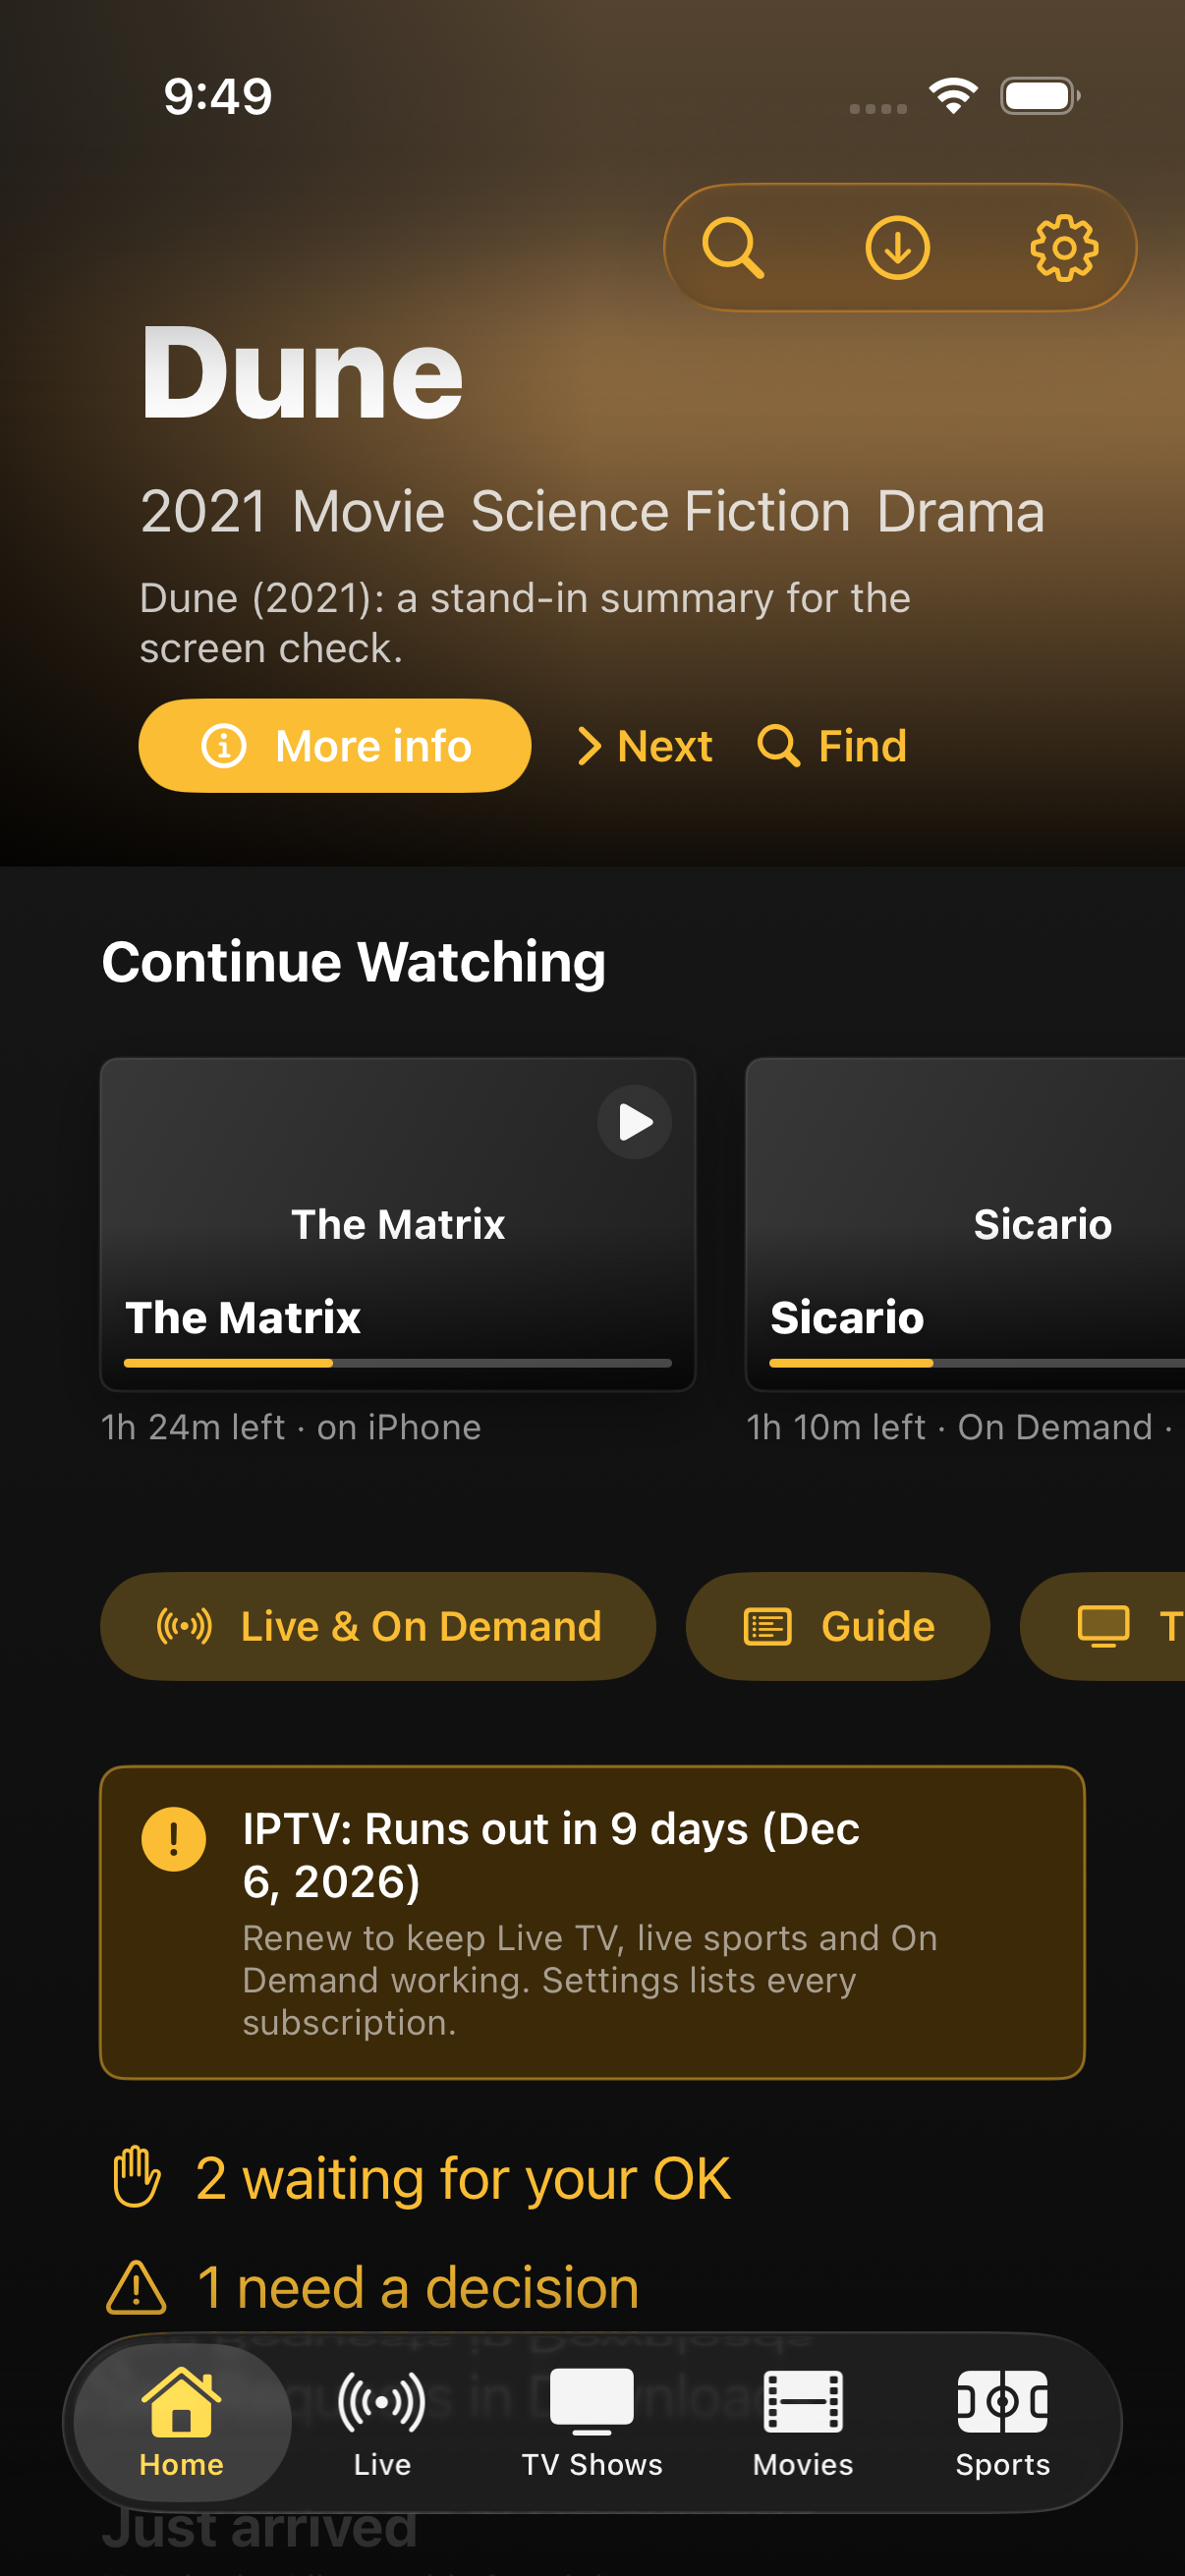 9:49
Dune
2021 Movie Science Fiction Drama
Dune (2021): a stand-in summary for the
screen check.
More info
Next
Find
Continue Watching
The Matrix
The Matrix
1h 24m left · on iPhone
Sicario
Sicario
1h 10m left · On Demand ·
Live & On Demand
Guide
T
IPTV: Runs out in 9 days (Dec
6, 2026)
Renew to keep Live TV, live sports and On
Demand working. Settings lists every
subscription.
2 waiting for your OK
1 need a decision
Home
Live
TV Shows
Movies
Sports
Just arrived